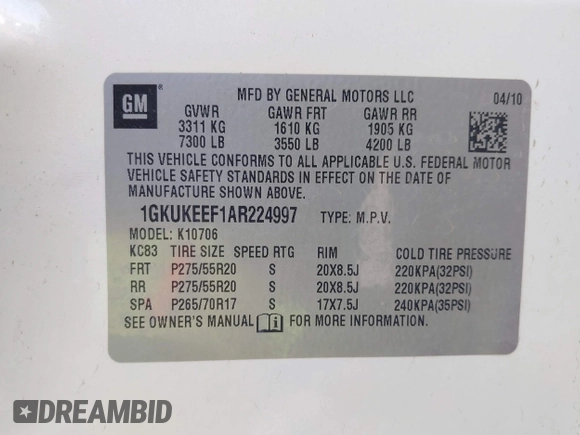 GM
MFD BY GENERAL MOTORS LLC 04/10
GVWR GAWR FRT GAWR RR
3311 KG 1610 KG 1905 KG
7300 LB 3550 LB 4200 LB
THIS VEHICLE CONFORMS TO ALL APPLICABLE U.S. FEDERAL MOTOR
VEHICLE SAFETY STANDARDS IN EFFECT ON THE DATE OF
MANUFACTURE SHOWN ABOVE.
1GKUKEEF1AR224997 TYPE: M.P.V.
MODEL: K10706
KC83 TIRE SIZE SPEED RTG RIM COLD TIRE PRESSURE
FRT P275/55R20 S 20X8.5J 220KPA(32PSI)
RR P275/55R20 S 20X8.5J 220KPA(32PSI)
SPA P265/70R17 S 17X7.5J 240KPA(35PSI)
SEE OWNER'S MANUAL FOR MORE INFORMATION.
DREAMBID